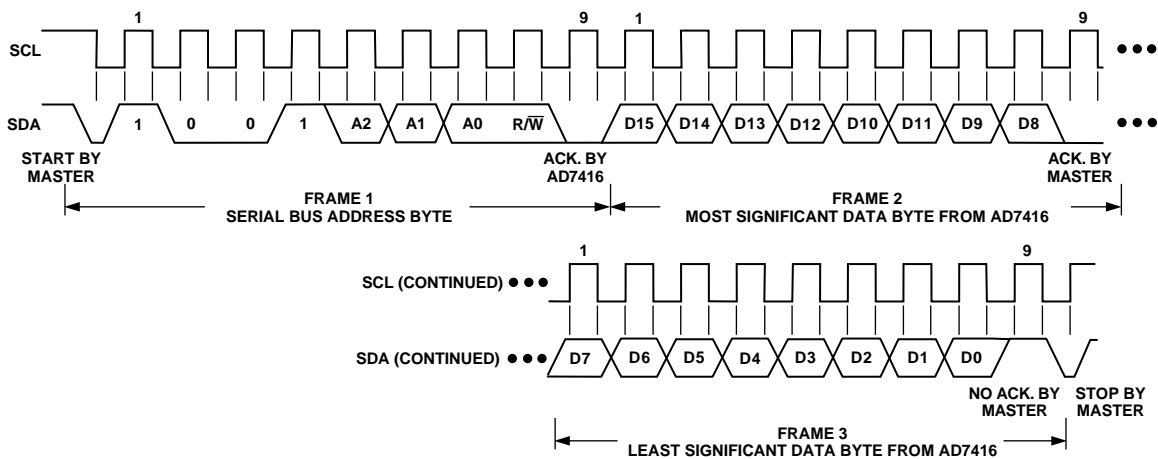 1 9 1 9
SCL
SDA 1 0 0 1 A2 A1 A0 R/W̅ D15 D14 D13 D12 D10 D11 D9 D8
START BY
MASTER
ACK. BY
AD7416
ACK. BY
MASTER
FRAME 1
SERIAL BUS ADDRESS BYTE
FRAME 2
MOST SIGNIFICANT DATA BYTE FROM AD7416
1 9
SCL (CONTINUED)
SDA (CONTINUED) D7 D6 D5 D4 D3 D2 D1 D0
NO ACK. BY
MASTER
STOP BY
MASTER
FRAME 3
LEAST SIGNIFICANT DATA BYTE FROM AD7416